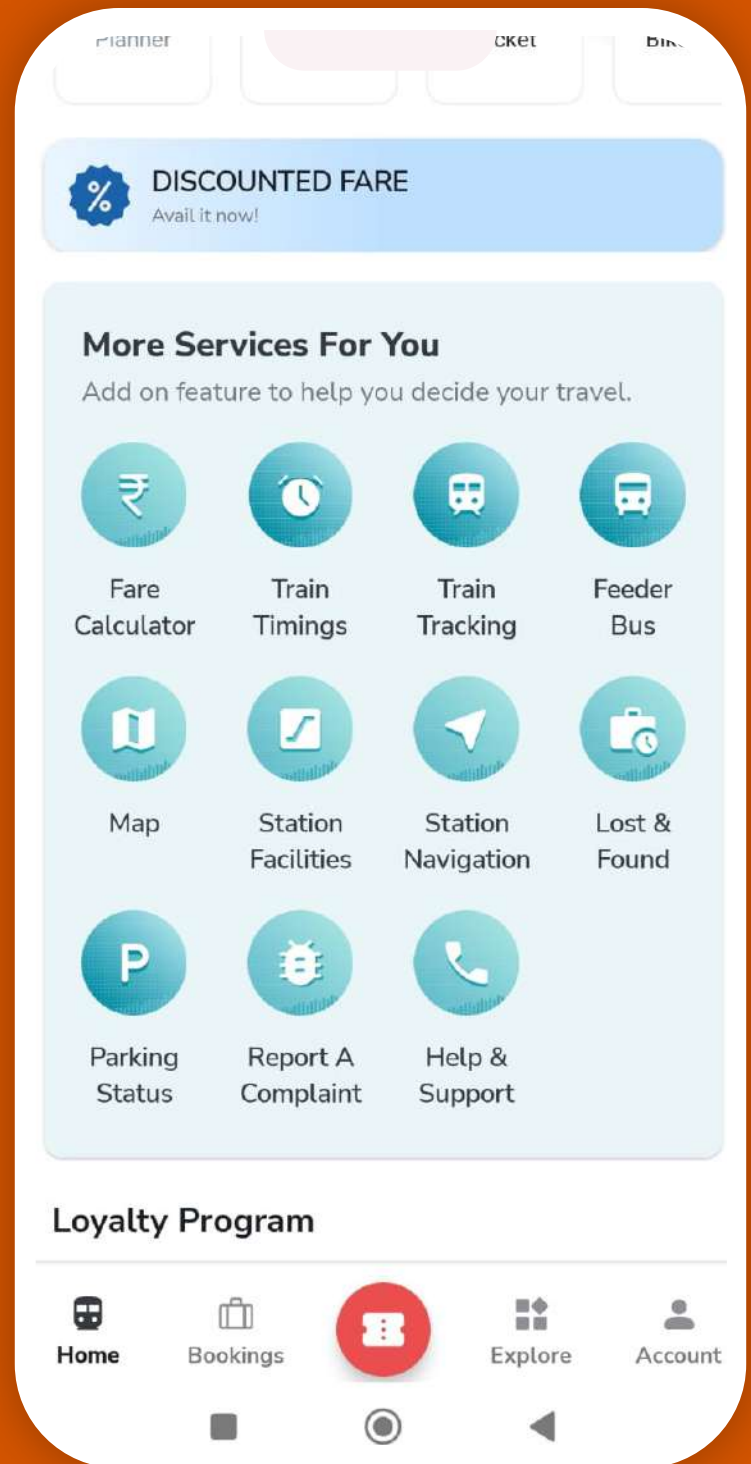 Planner
DISCOUNTED FARE
Avail it now!
More Services For You
Add on feature to help you decide your travel.
₹
Fare Calculator
Train Timings
Train Tracking
Feeder Bus
Map
Station Facilities
Station Navigation
Lost & Found
P
Parking Status
Report A Complaint
Help & Support
Loyalty Program
Home
Bookings
Explore
Account